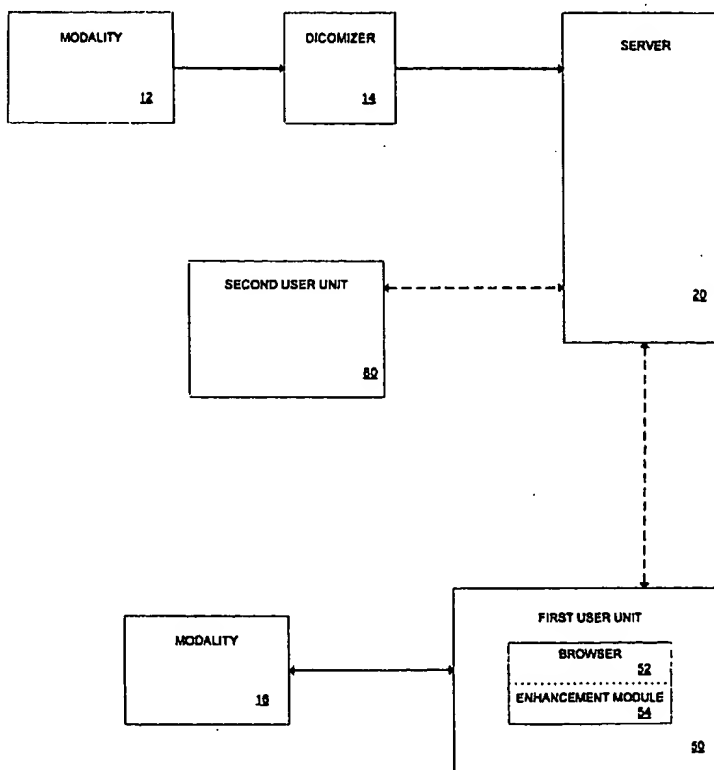 MODALITY
12
DICOMIZER
14
SERVER
20
SECOND USER UNIT
80
MODALITY
16
FIRST USER UNIT
BROWSER
52
ENHANCEMENT MODULE
54
50